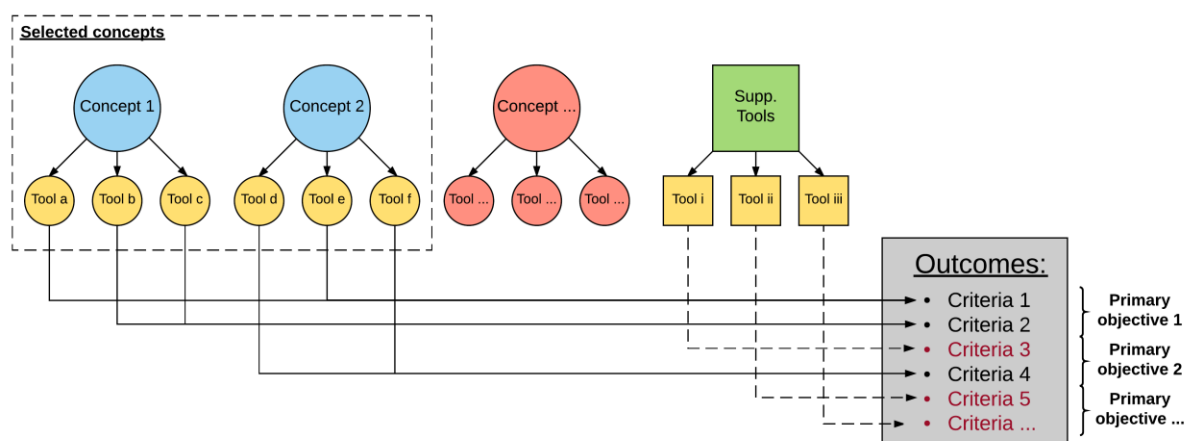 Selected concepts
Concept 1
Concept 2
Concept ...
Supp.
Tools
Tool a
Tool b
Tool c
Tool d
Tool e
Tool f
Tool ...
Tool ...
Tool ...
Tool i
Tool ii
Tool iii
Outcomes:
• Criteria 1
• Criteria 2
• Criteria 3
• Criteria 4
• Criteria 5
• Criteria ...
Primary
objective 1
Primary
objective 2
Primary
objective ...